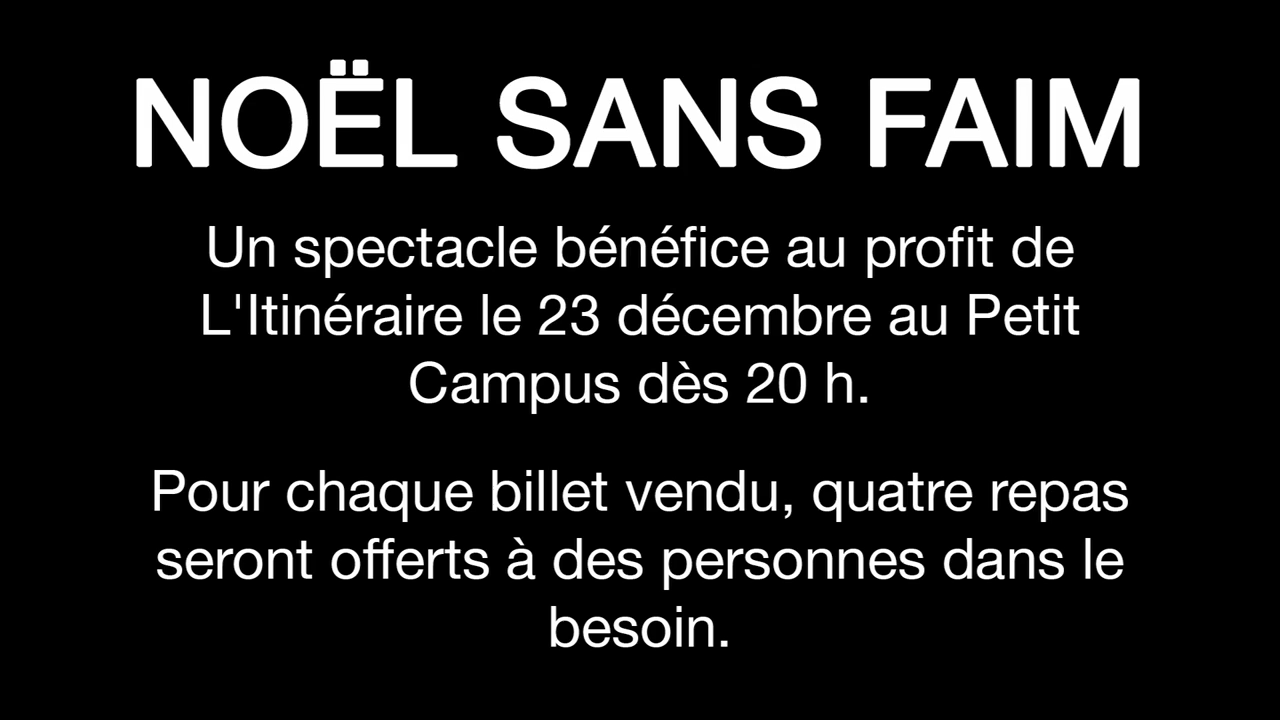 NOËL SANS FAIM
Un spectacle bénéfice au profit de
L'Itinéraire le 23 décembre au Petit
Campus dès 20 h.
Pour chaque billet vendu, quatre repas
seront offerts à des personnes dans le
besoin.